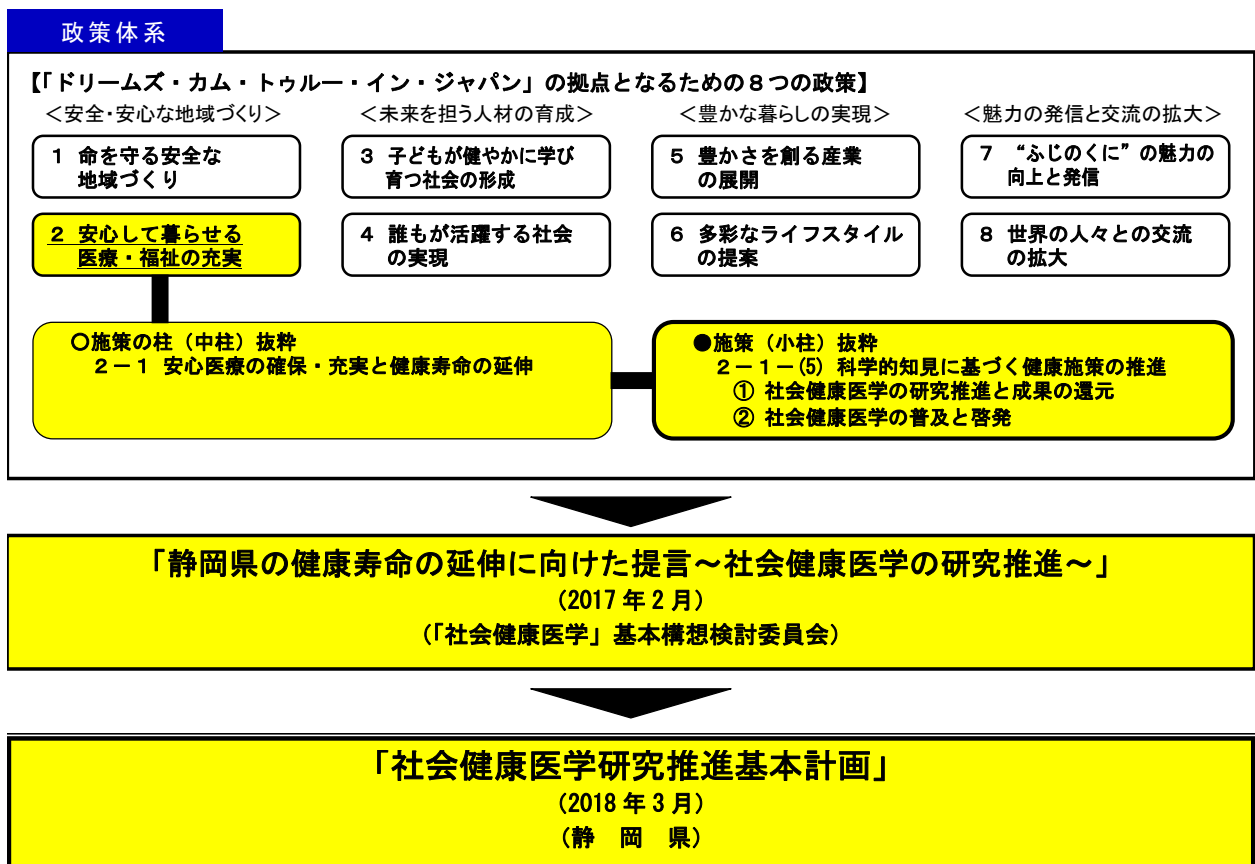 政策体系
【「ドリームズ・カム・トゥルー・イン・ジャパン」の拠点となるための８つの政策】
＜安全・安心な地域づくり＞
＜未来を担う人材の育成＞
＜豊かな暮らしの実現＞
＜魅力の発信と交流の拡大＞
１ 命を守る安全な
地域づくり
３ 子どもが健やかに学び
育つ社会の形成
５ 豊かさを創る産業
の展開
７ “ふじのくに”の魅力の
向上と発信
２ 安心して暮らせる
医療・福祉の充実
４ 誰もが活躍する社会
の実現
６ 多彩なライフスタイル
の提案
８ 世界の人々との交流
の拡大
○施策の柱（中柱）抜粋
２－１ 安心医療の確保・充実と健康寿命の延伸
●施策（小柱）抜粋
２－１－(5) 科学的知見に基づく健康施策の推進
① 社会健康医学の研究推進と成果の還元
② 社会健康医学の普及と啓発
「静岡県の健康寿命の延伸に向けた提言～社会健康医学の研究推進～」
（2017年２月）
（「社会健康医学」基本構想検討委員会）
「社会健康医学研究推進基本計画」
（2018年３月）
（静 岡 県）